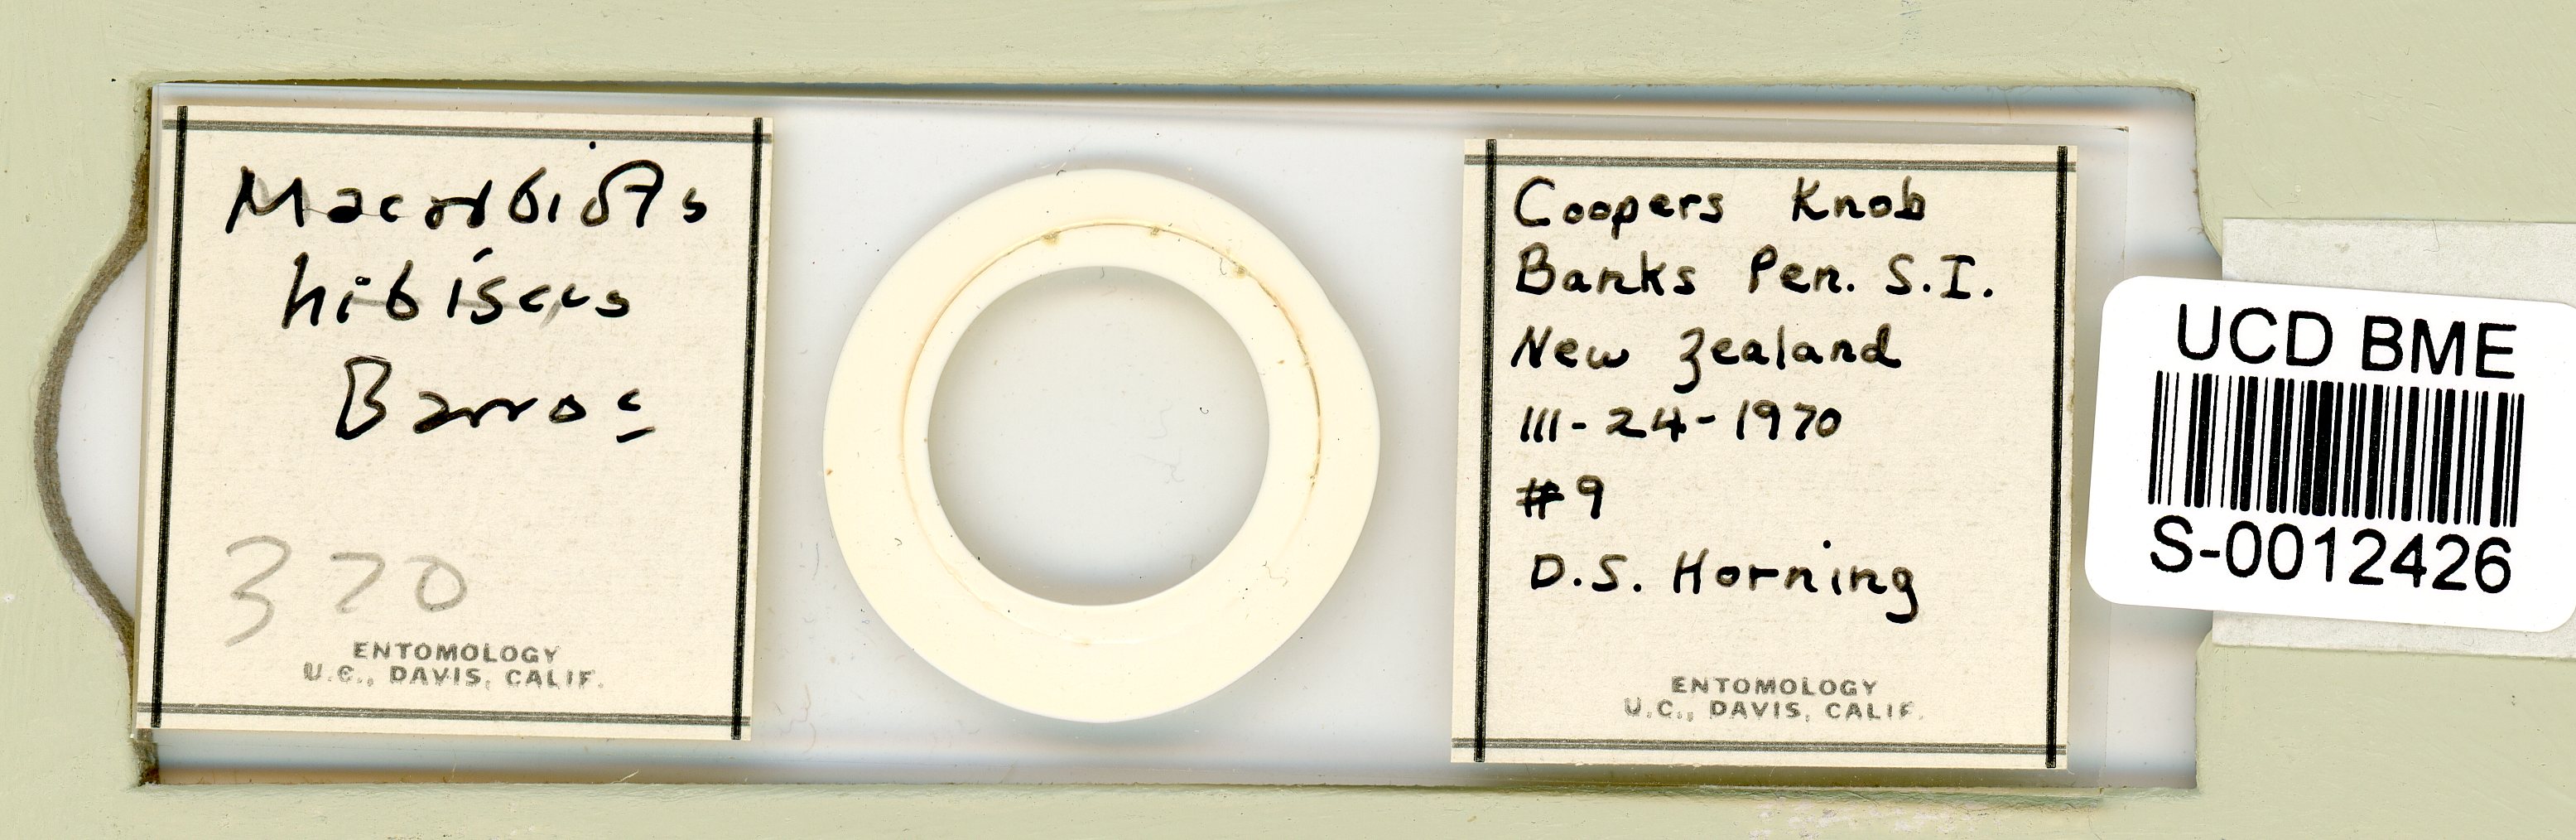 Macrobiotus
hibiscus
Barros
370
ENTOMOLOGY
U.C., DAVIS, CALIF.
Coopers Knob
Banks Pen. S.I.
New Zealand
III-24-1970
#9
D.S. Horning
ENTOMOLOGY
U.C., DAVIS, CALIF.
UCD BME
S-0012426